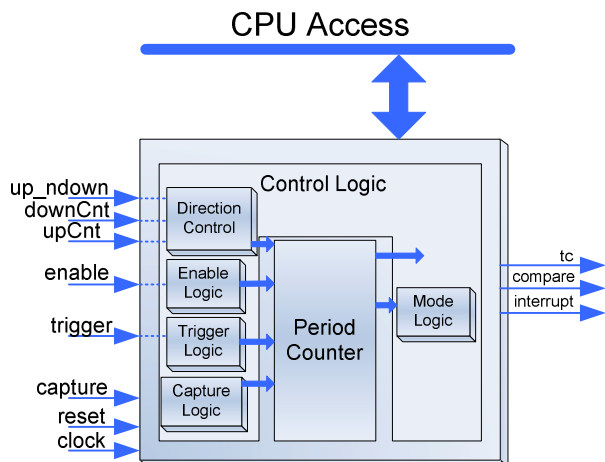 CPU Access
Control Logic
up_ndown
downCnt
upCnt
enable
trigger
capture
reset
clock
Direction
Control
Enable
Logic
Trigger
Logic
Capture
Logic
Period
Counter
Mode
Logic
tc
compare
interrupt